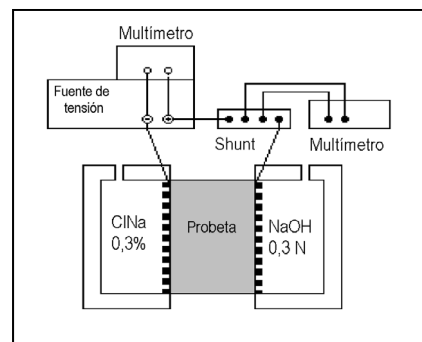 Multímetro
Fuente de
tensión
Shunt
Multímetro
ClNa
0,3%
Probeta
NaOH
0,3 N